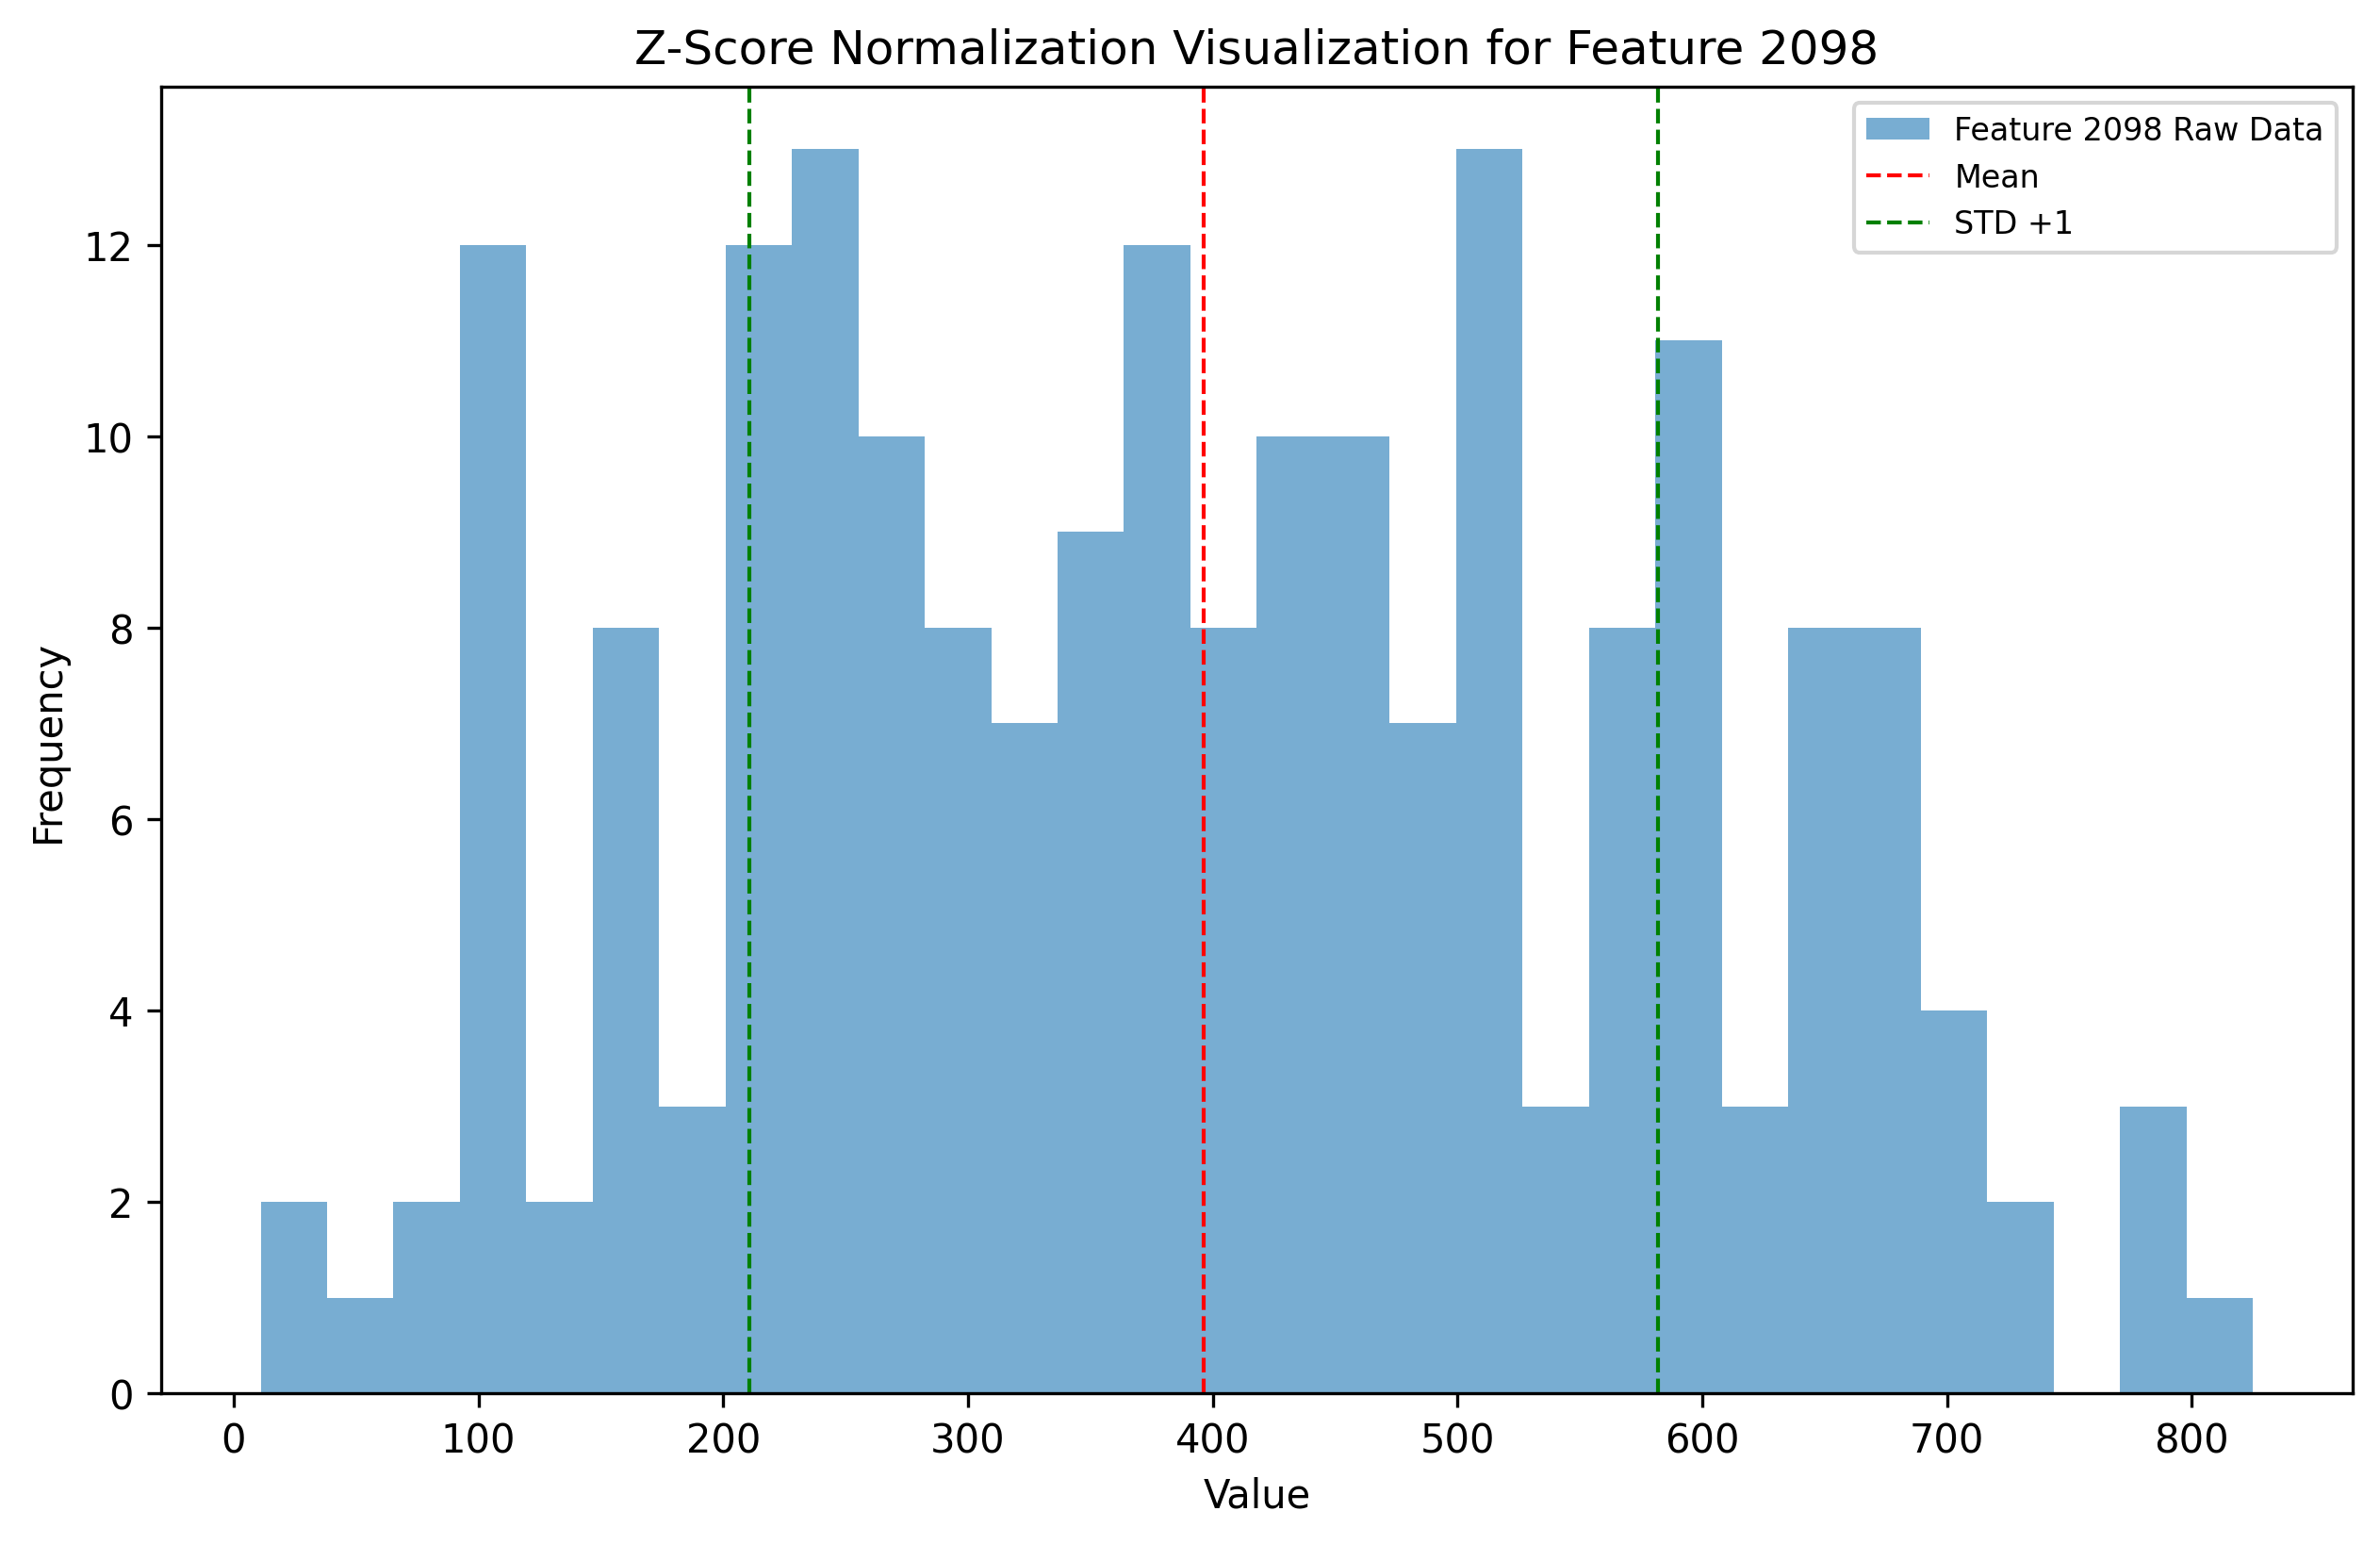 Z-Score Normalization Visualization for Feature 2098
Feature 2098 Raw Data
Mean
STD +1
12
10
8
6
4
2
0
Frequency
0 100 200 300 400 500 600 700 800
Value